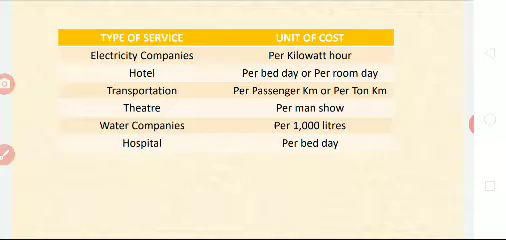 TYPE OF SERVICE UNIT OF COST
Electricity Companies Per Kilowatt hour
Hotel Per bed day or Per room day
Transportation Per Passenger Km or Per Ton Km
Theatre Per man show
Water Companies Per 1,000 litres
Hospital Per bed day